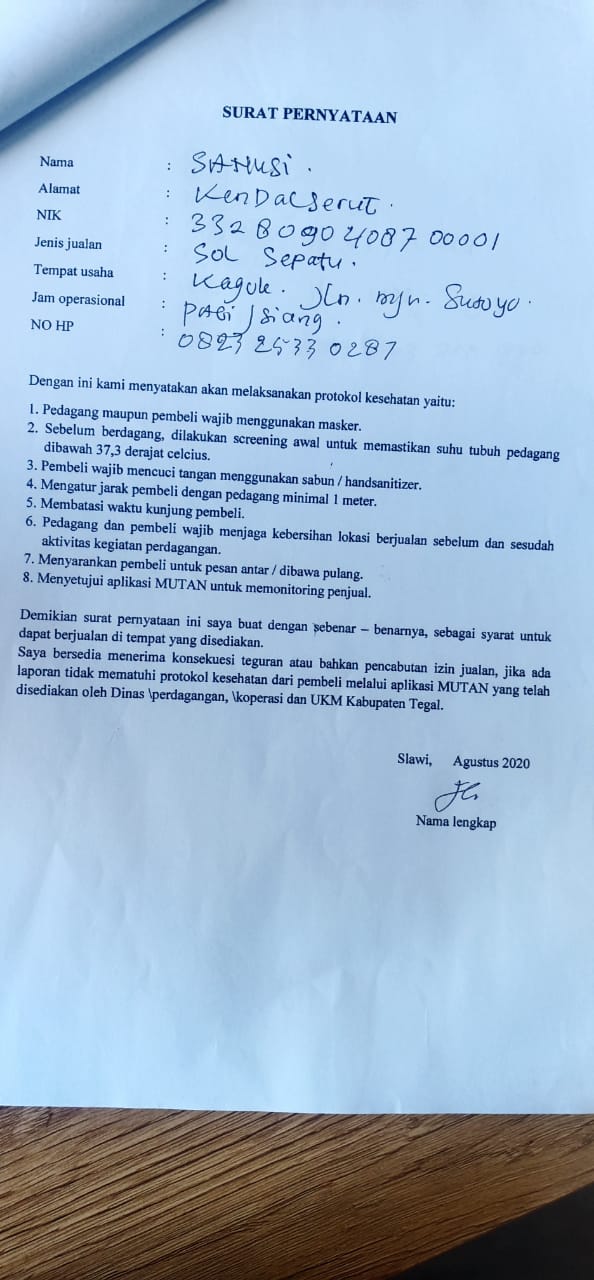 SURAT PERNYATAAN
Nama : SANUSi .
Alamat : KenDaLserut .
NIK : 3328090240870 0001
Jenis jualan : Sol Sepatu .
Tempat usaha : Kagok . Jln. Sutoyo .
Jam operasional : PAGi / siang .
NO HP : 0823 2533 0287
Dengan ini kami menyatakan akan melaksanakan protokol kesehatan yaitu:
1. Pedagang maupun pembeli wajib menggunakan masker.
2. Sebelum berdagang, dilakukan screening awal untuk memastikan suhu tubuh pedagang
dibawah 37,3 derajat celcius.
3. Pembeli wajib mencuci tangan menggunakan sabun / handsanitizer.
4. Mengatur jarak pembeli dengan pedagang minimal 1 meter.
5. Membatasi waktu kunjung pembeli.
6. Pedagang dan pembeli wajib menjaga kebersihan lokasi berjualan sebelum dan sesudah
aktivitas kegiatan perdagangan.
7. Menyarankan pembeli untuk pesan antar / dibawa pulang.
8. Menyetujui aplikasi MUTAN untuk memonitoring penjual.
Demikian surat pernyataan ini saya buat dengan sebenar – benarnya, sebagai syarat untuk
dapat berjualan di tempat yang disediakan.
Saya bersedia menerima konsekuesi teguran atau bahkan pencabutan izin jualan, jika ada
laporan tidak mematuhi protokol kesehatan dari pembeli melalui aplikasi MUTAN yang telah
disediakan oleh Dinas \perdagangan, \koperasi dan UKM Kabupaten Tegal.
Slawi, Agustus 2020
Nama lengkap